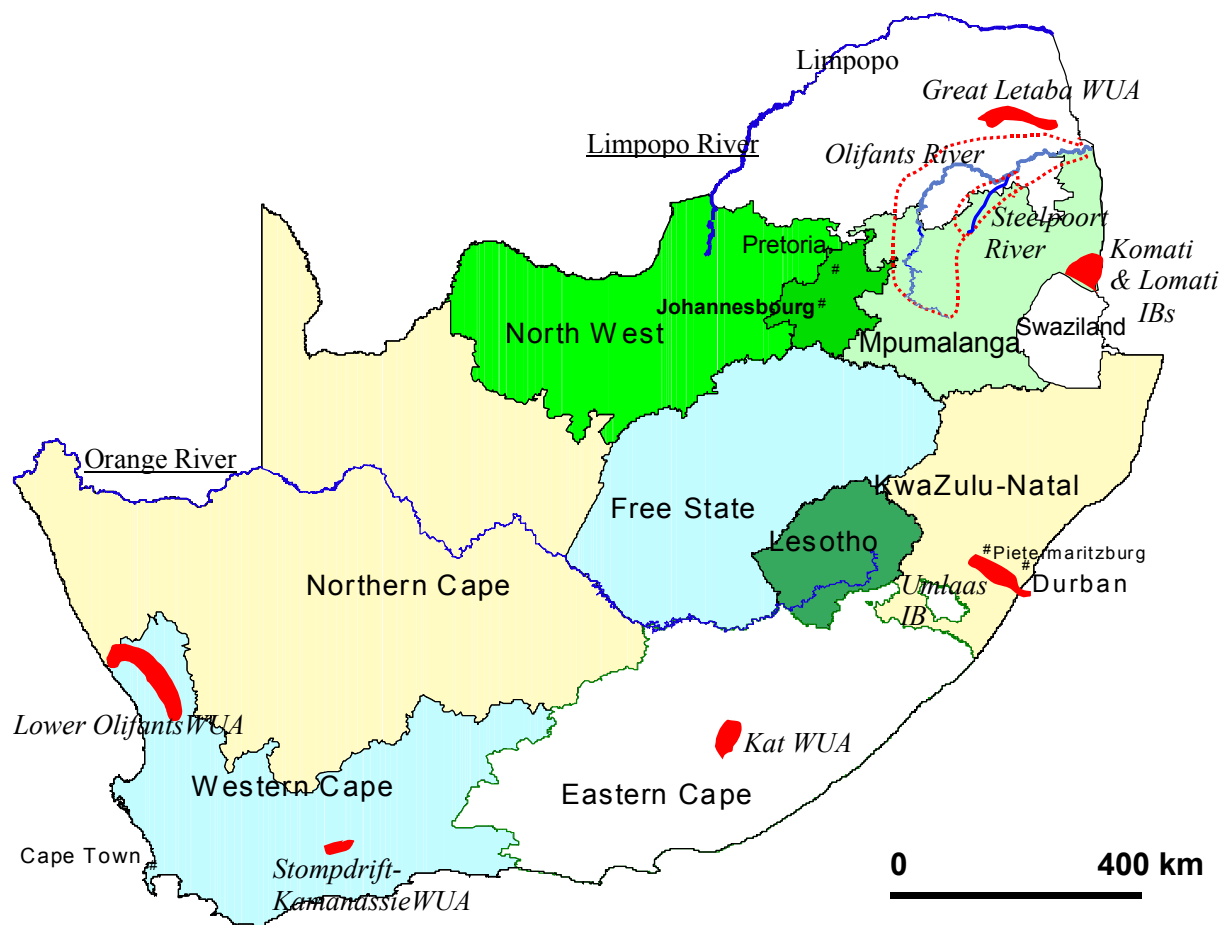 Limpopo
Great Letaba WUA
Limpopo River
Olifants River
Steelpoort
River
Pretoria
#
Komati
& Lomati
IBs
Johannesbourg#
North West
Swaziland
Mpumalanga
Orange River
KwaZulu-Natal
Free State
Lesotho
#Pietermaritzburg
#
Durban
Northern Cape
Umlaas
IB
Lower OlifantsWUA
Kat WUA
Western Cape
Eastern Cape
Cape Town #
Stompdrift-
KamanassieWUA
0 400 km